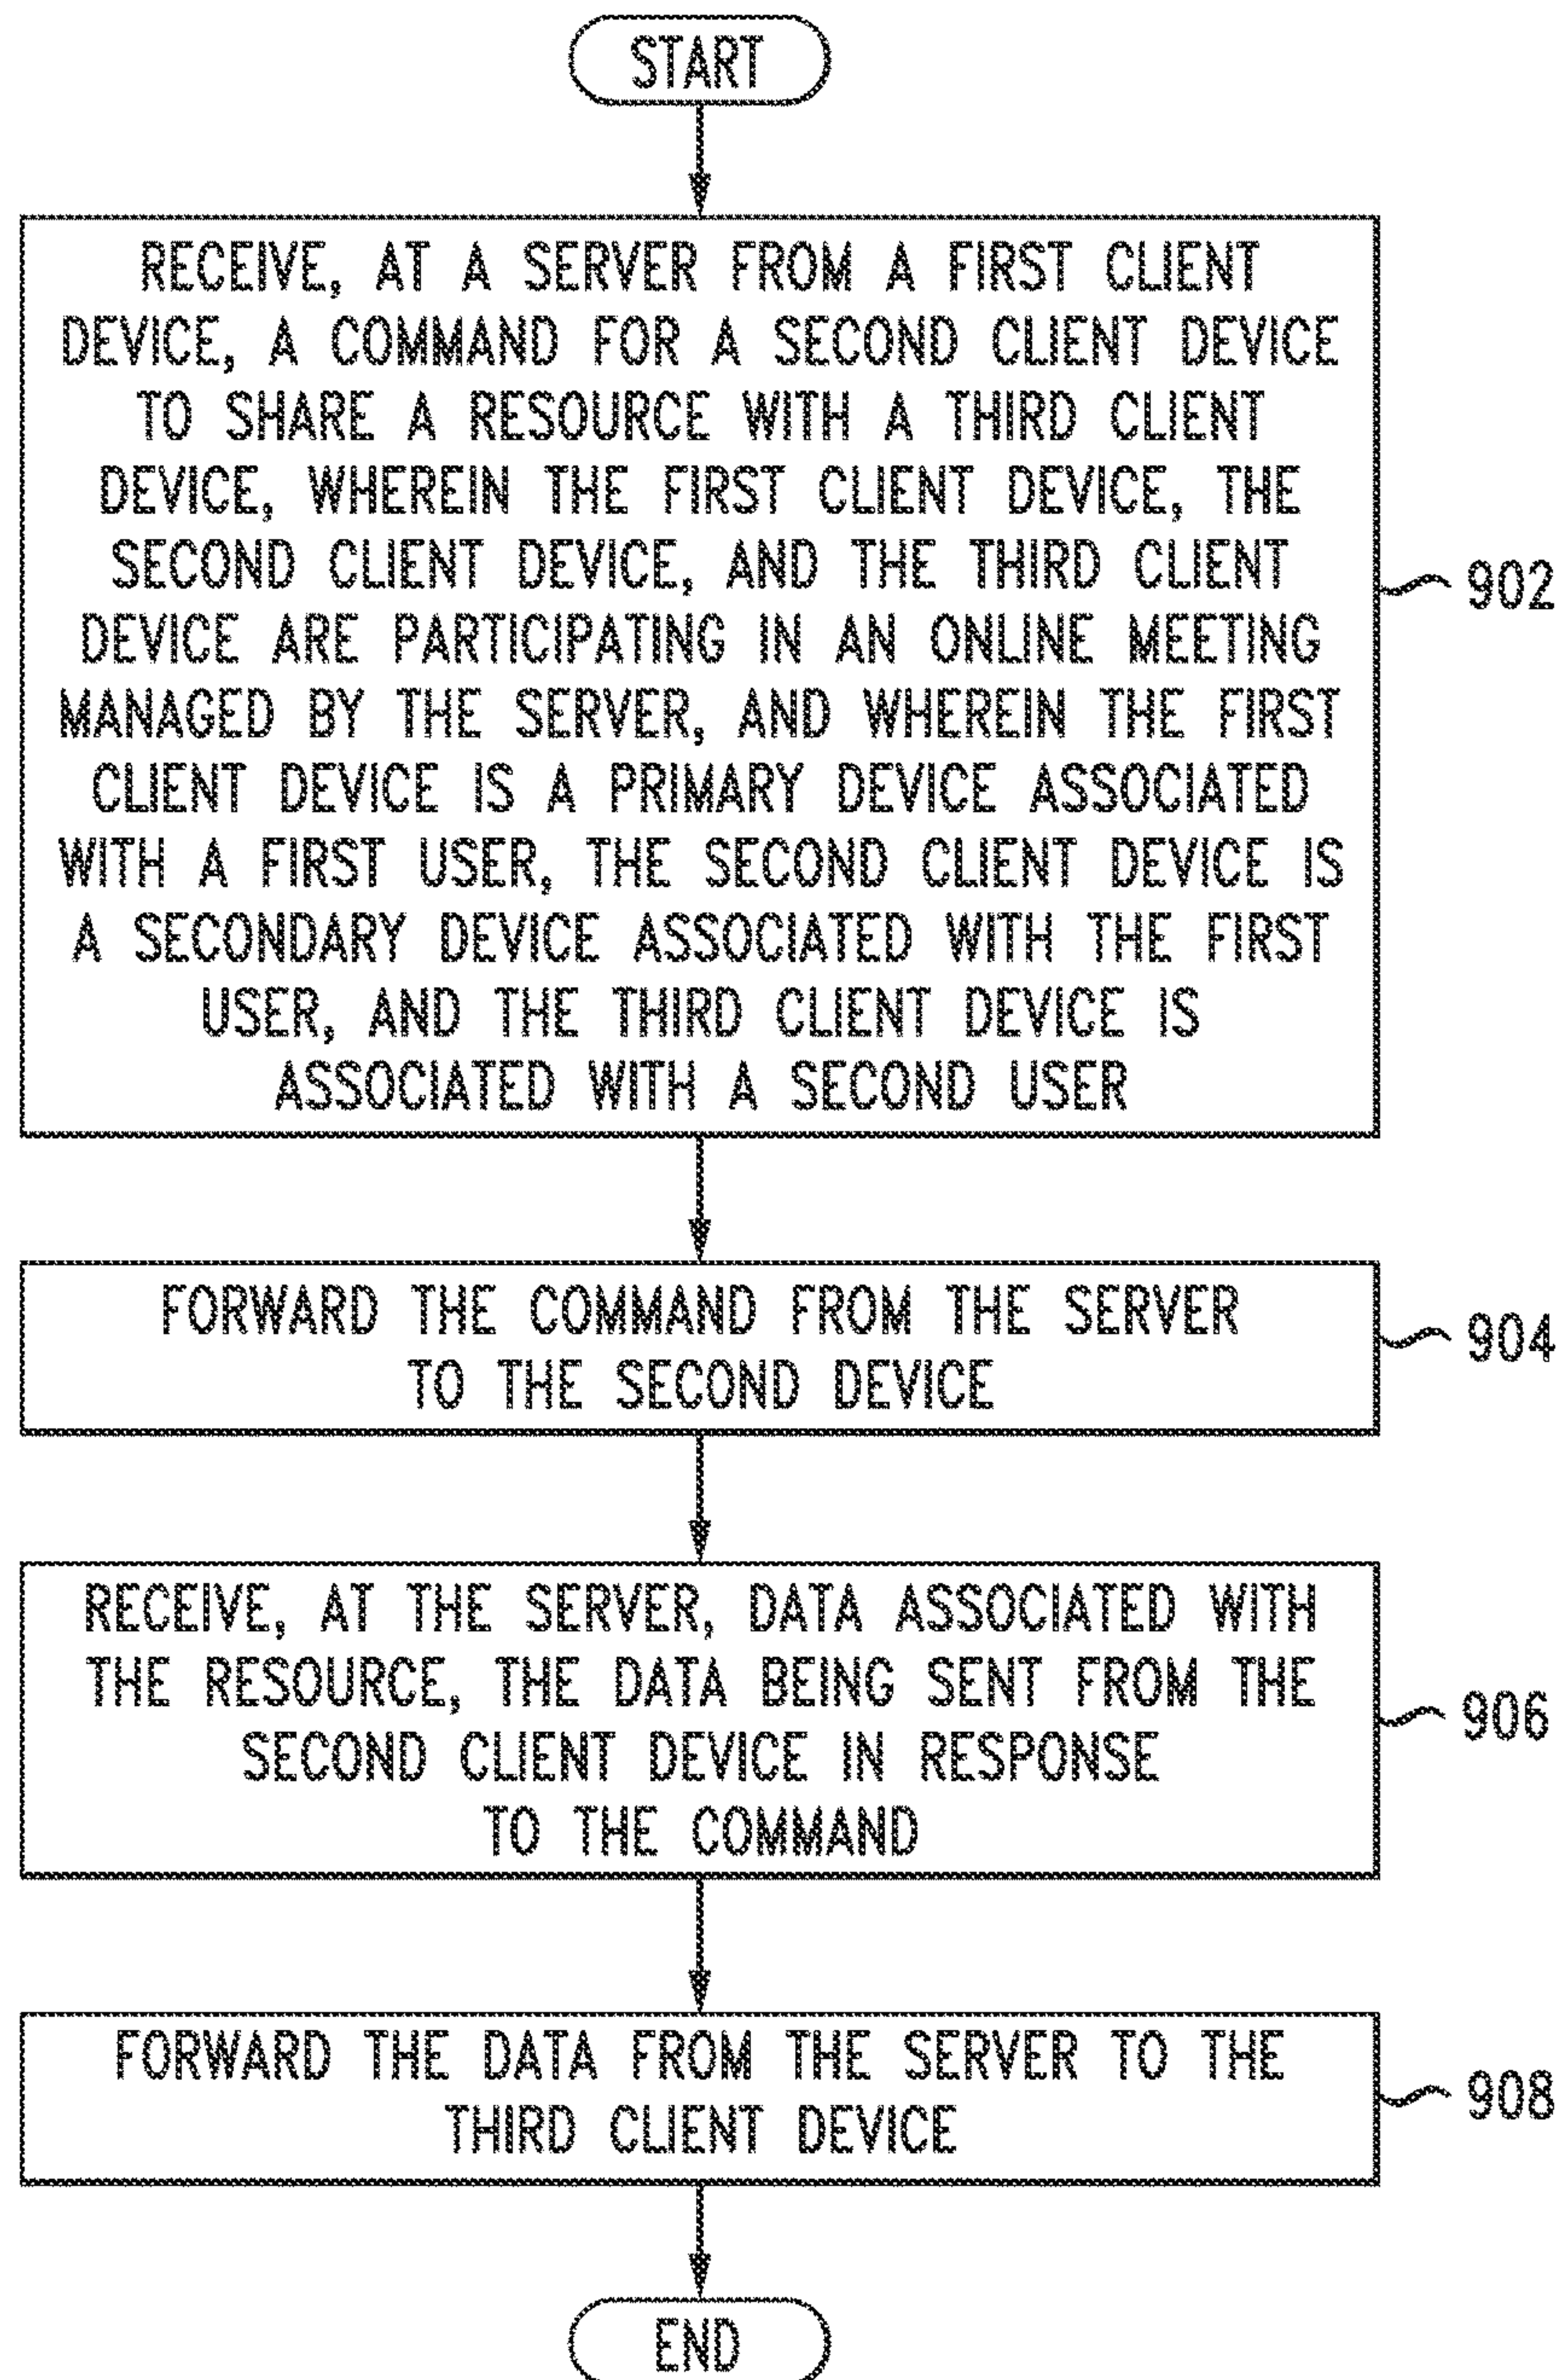 START
RECEIVE, AT A SERVER FROM A FIRST CLIENT
DEVICE, A COMMAND FOR A SECOND CLIENT DEVICE
TO SHARE A RESOURCE WITH A THIRD CLIENT
DEVICE, WHEREIN THE FIRST CLIENT DEVICE, THE
SECOND CLIENT DEVICE, AND THE THIRD CLIENT
DEVICE ARE PARTICIPATING IN AN ONLINE MEETING
MANAGED BY THE SERVER, AND WHEREIN THE FIRST
CLIENT DEVICE IS A PRIMARY DEVICE ASSOCIATED
WITH A FIRST USER, THE SECOND CLIENT DEVICE IS
A SECONDARY DEVICE ASSOCIATED WITH THE FIRST
USER, AND THE THIRD CLIENT DEVICE IS
ASSOCIATED WITH A SECOND USER
902
FORWARD THE COMMAND FROM THE SERVER
TO THE SECOND DEVICE
904
RECEIVE, AT THE SERVER, DATA ASSOCIATED WITH
THE RESOURCE, THE DATA BEING SENT FROM THE
SECOND CLIENT DEVICE IN RESPONSE
TO THE COMMAND
906
FORWARD THE DATA FROM THE SERVER TO THE
THIRD CLIENT DEVICE
908
END